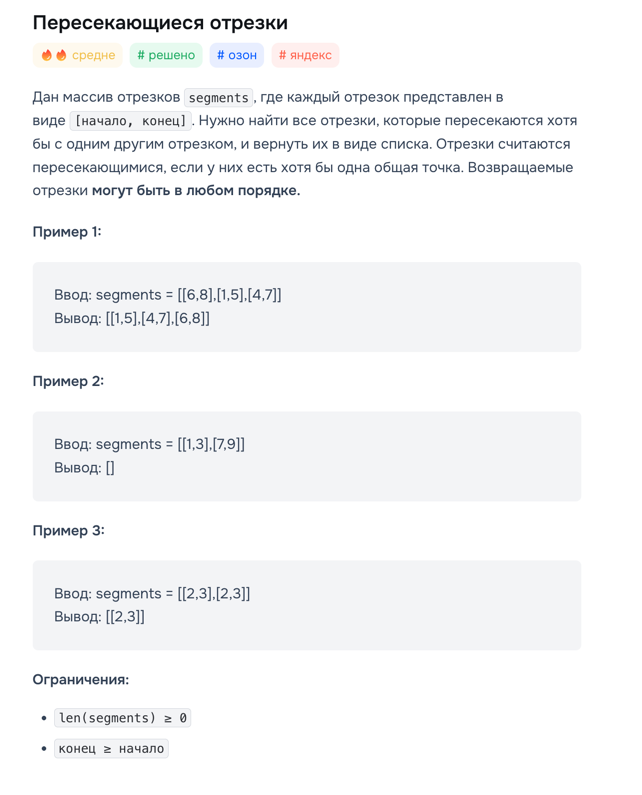 Пересекающиеся отрезки
🔥🔥 средне # решено # озон # яндекс
Дан массив отрезков segments, где каждый отрезок представлен в
виде [начало, конец]. Нужно найти все отрезки, которые пересекаются хотя
бы с одним другим отрезком, и вернуть их в виде списка. Отрезки считаются
пересекающимися, если у них есть хотя бы одна общая точка. Возвращаемые
отрезки могут быть в любом порядке.
Пример 1:
Ввод: segments = [[6,8],[1,5],[4,7]]
Вывод: [[1,5],[4,7],[6,8]]
Пример 2:
Ввод: segments = [[1,3],[7,9]]
Вывод: []
Пример 3:
Ввод: segments = [[2,3],[2,3]]
Вывод: [[2,3]]
Ограничения:
• len(segments) ≥ 0
• конец ≥ начало